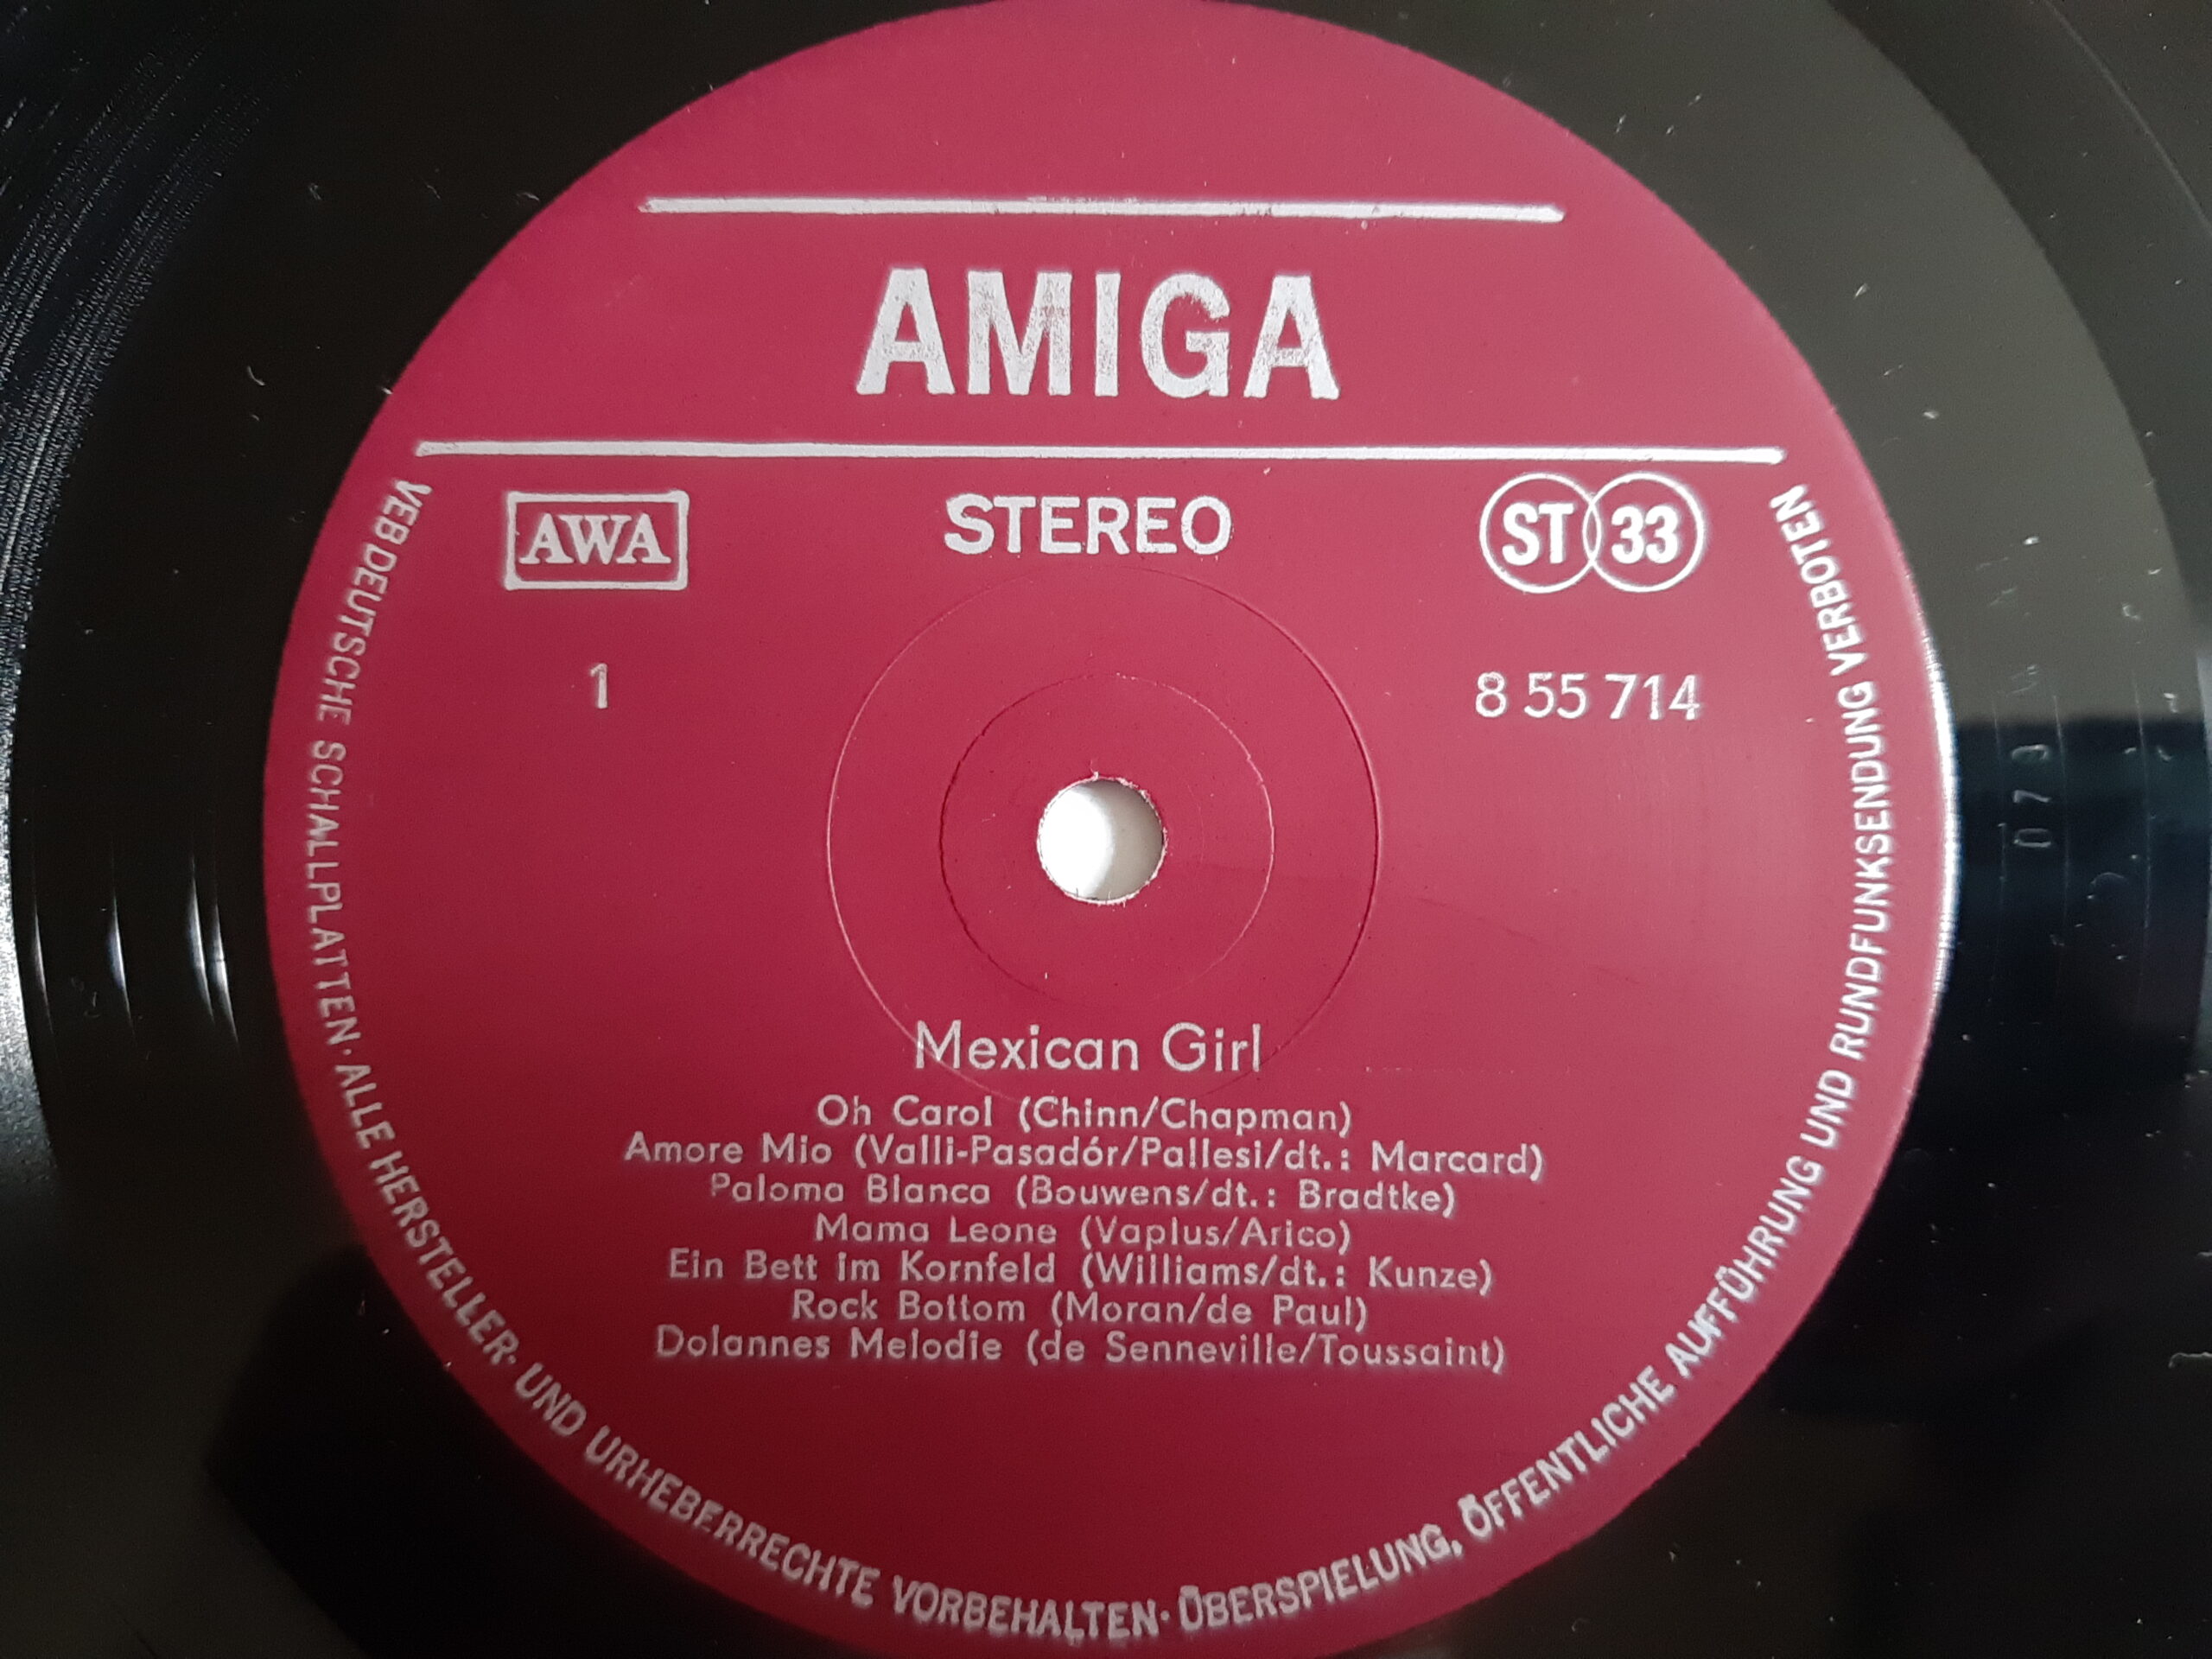 AMIGA
AWA
STEREO
ST 33
1
8 55 714
Mexican Girl
Oh Carol (Chinn/Chapman)
Amore Mio (Valli-Pasadór/Pallesi/dt.: Marcard)
Paloma Blanca (Bouwens/dt.: Bradtke)
Mama Leone (Vaplus/Arico)
Ein Bett im Kornfeld (Williams/dt.: Kunze)
Rock Bottom (Moran/de Paul)
Dolannes Melodie (de Senneville/Toussaint)
VEB DEUTSCHE SCHALLPLATTEN · ALLE HERSTELLER- UND URHEBERRECHTE VORBEHALTEN · ÜBERSPIELUNG, ÖFFENTLICHE AUFFÜHRUNG UND RUNDFUNKSENDUNG VERBOTEN